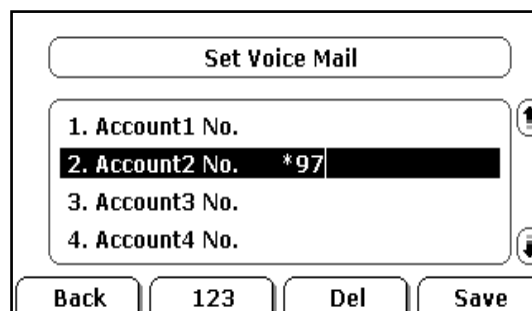 Set Voice Mail
1. Account1 No.
2. Account2 No. *97
3. Account3 No.
4. Account4 No.
Back 123 Del Save